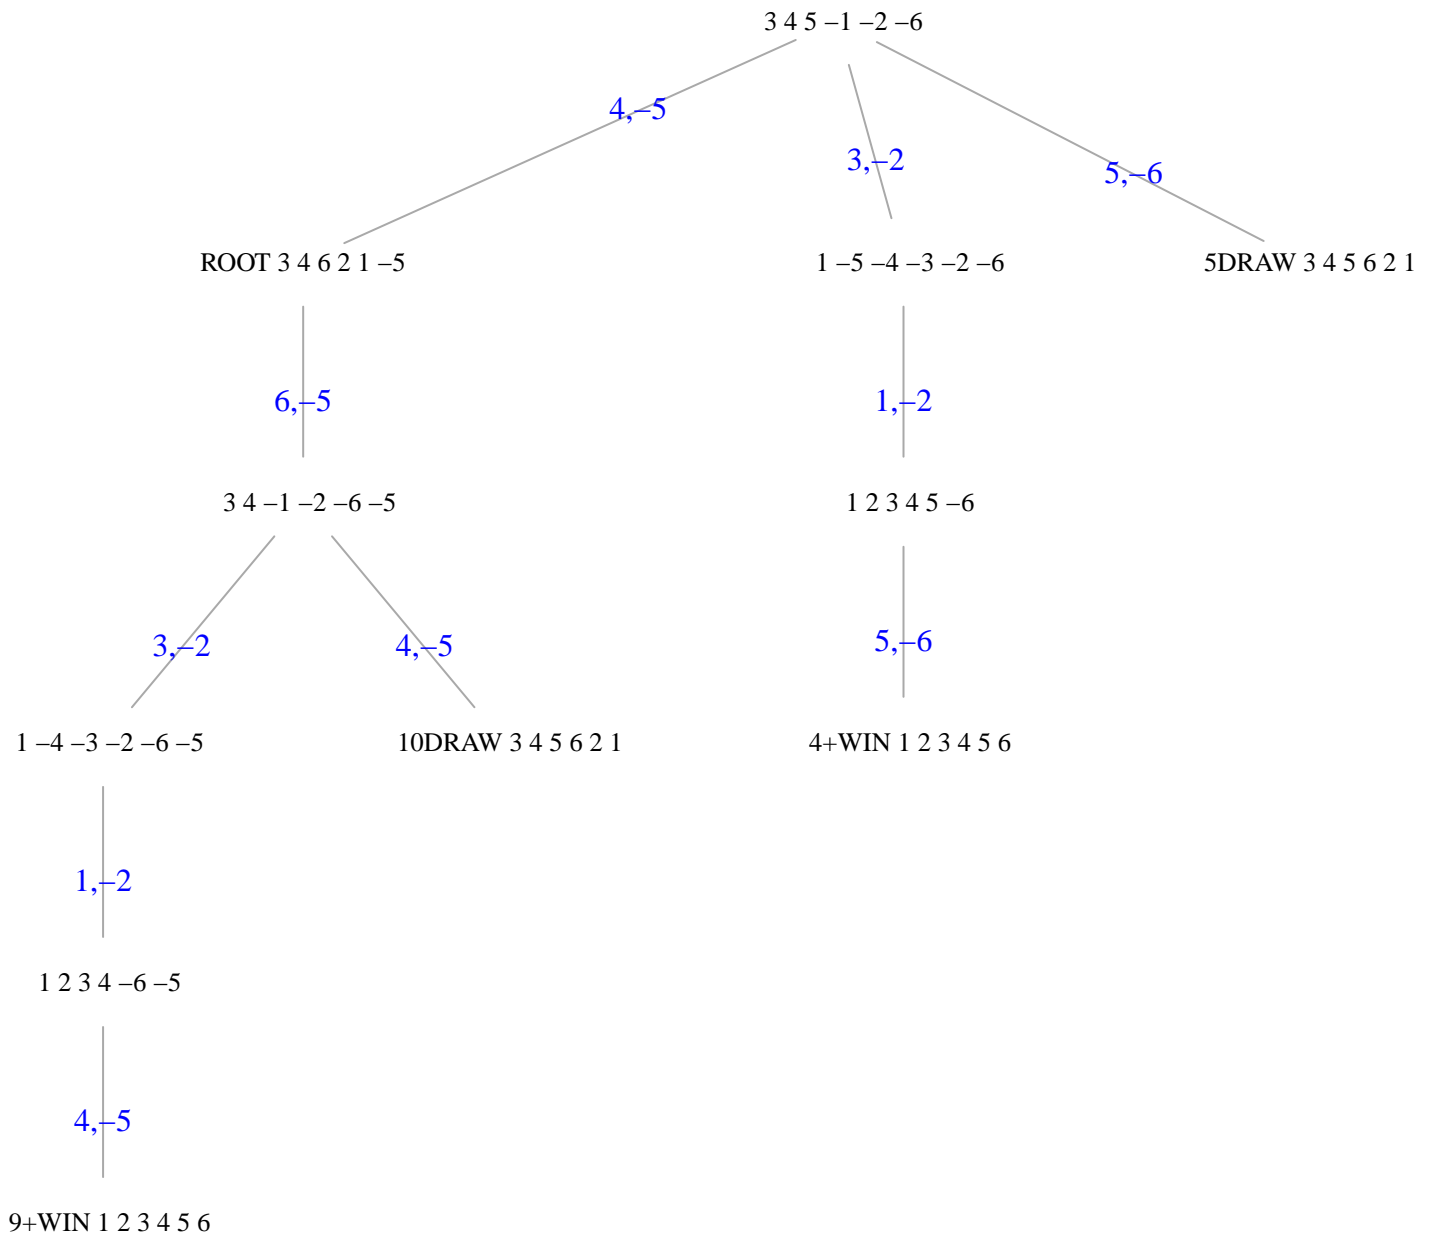 3 4 5 –1 –2 –6
4,–5
3,–2
5,–6
ROOT 3 4 6 2 1 –5
1 –5 –4 –3 –2 –6
5DRAW 3 4 5 6 2 1
6,–5
1,–2
3 4 –1 –2 –6 –5
1 2 3 4 5 –6
3,–2
4,–5
5,–6
1 –4 –3 –2 –6 –5
10DRAW 3 4 5 6 2 1
4+WIN 1 2 3 4 5 6
1,–2
1 2 3 4 –6 –5
4,–5
9+WIN 1 2 3 4 5 6